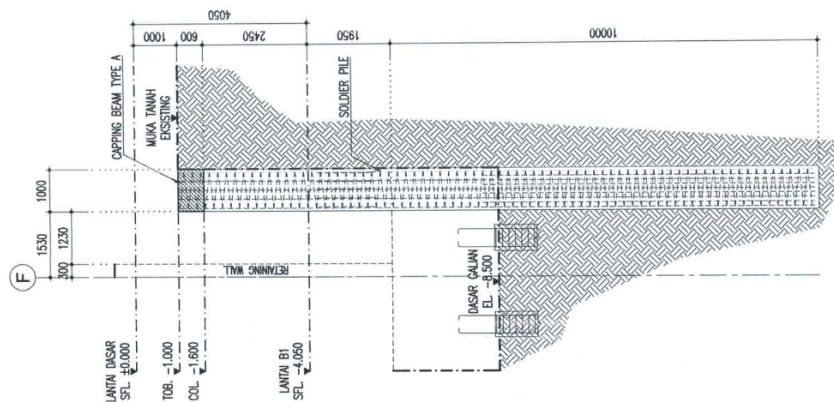 4050
1000
600
2450
1950
10000
CAPPING BEAM TYPE A
MUKA TANAH
EKSISTING
SOLDIER PILE
1000
1530
1230
300
F
RETAINING WALL
DASAR GALIAN
EL. -8.500
LANTAI DASAR
SFL. ±0.000
TOB. -1.000
COL. -1.600
LANTAI B1
SFL. -4.050